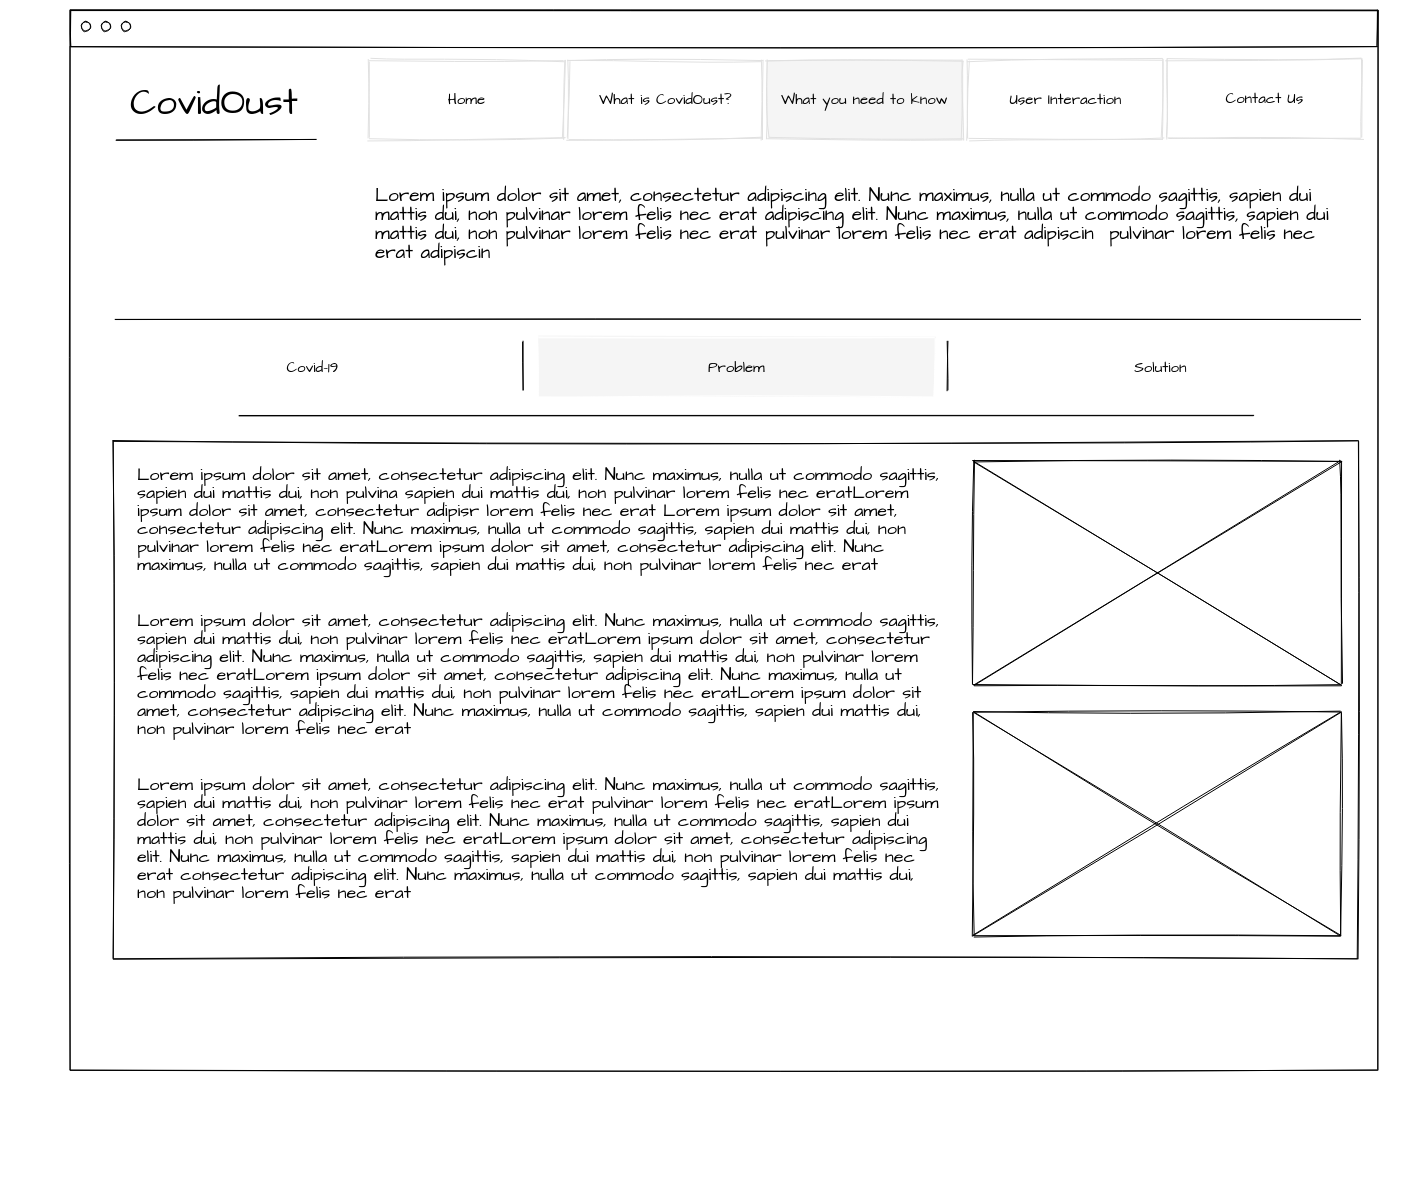 CovidOust
Home
What is CovidOust?
What you need to know
User Interaction
Contact Us
Lorem ipsum dolor sit amet, consectetur adipiscing elit. Nunc maximus, nulla ut commodo sagittis, sapien dui
mattis dui, non pulvinar lorem felis nec erat adipiscing elit. Nunc maximus, nulla ut commodo sagittis, sapien dui
mattis dui, non pulvinar lorem felis nec erat pulvinar lorem felis nec erat adipiscin  pulvinar lorem felis nec
erat adipiscin
Covid-19
Problem
Solution
Lorem ipsum dolor sit amet, consectetur adipiscing elit. Nunc maximus, nulla ut commodo sagittis,
sapien dui mattis dui, non pulvina sapien dui mattis dui, non pulvinar lorem felis nec eratLorem
ipsum dolor sit amet, consectetur adipisr lorem felis nec erat Lorem ipsum dolor sit amet,
consectetur adipiscing elit. Nunc maximus, nulla ut commodo sagittis, sapien dui mattis dui, non
pulvinar lorem felis nec eratLorem ipsum dolor sit amet, consectetur adipiscing elit. Nunc
maximus, nulla ut commodo sagittis, sapien dui mattis dui, non pulvinar lorem felis nec erat
Lorem ipsum dolor sit amet, consectetur adipiscing elit. Nunc maximus, nulla ut commodo sagittis,
sapien dui mattis dui, non pulvinar lorem felis nec eratLorem ipsum dolor sit amet, consectetur
adipiscing elit. Nunc maximus, nulla ut commodo sagittis, sapien dui mattis dui, non pulvinar lorem
felis nec eratLorem ipsum dolor sit amet, consectetur adipiscing elit. Nunc maximus, nulla ut
commodo sagittis, sapien dui mattis dui, non pulvinar lorem felis nec eratLorem ipsum dolor sit
amet, consectetur adipiscing elit. Nunc maximus, nulla ut commodo sagittis, sapien dui mattis dui,
non pulvinar lorem felis nec erat
Lorem ipsum dolor sit amet, consectetur adipiscing elit. Nunc maximus, nulla ut commodo sagittis,
sapien dui mattis dui, non pulvinar lorem felis nec erat pulvinar lorem felis nec eratLorem ipsum
dolor sit amet, consectetur adipiscing elit. Nunc maximus, nulla ut commodo sagittis, sapien dui
mattis dui, non pulvinar lorem felis nec eratLorem ipsum dolor sit amet, consectetur adipiscing
elit. Nunc maximus, nulla ut commodo sagittis, sapien dui mattis dui, non pulvinar lorem felis nec
erat consectetur adipiscing elit. Nunc maximus, nulla ut commodo sagittis, sapien dui mattis dui,
non pulvinar lorem felis nec erat